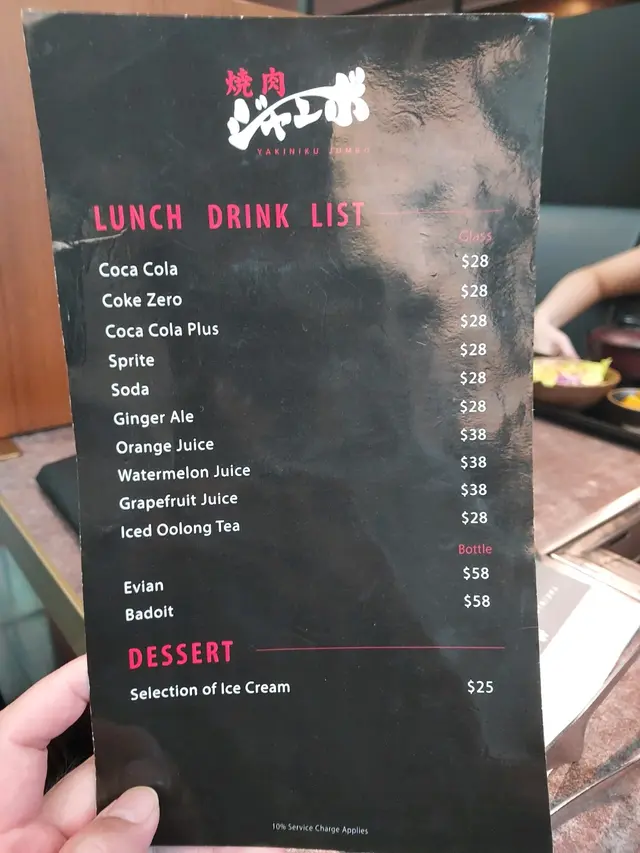 焼肉
ジャンボ
YAKINIKU JUMBO
LUNCH DRINK LIST
Glass
Coca Cola $28
Coke Zero $28
Coca Cola Plus $28
Sprite $28
Soda $28
Ginger Ale $28
Orange Juice $38
Watermelon Juice $38
Grapefruit Juice $38
Iced Oolong Tea $28
Bottle
Evian $58
Badoit $58
DESSERT
Selection of Ice Cream $25
10% Service Charge Applies